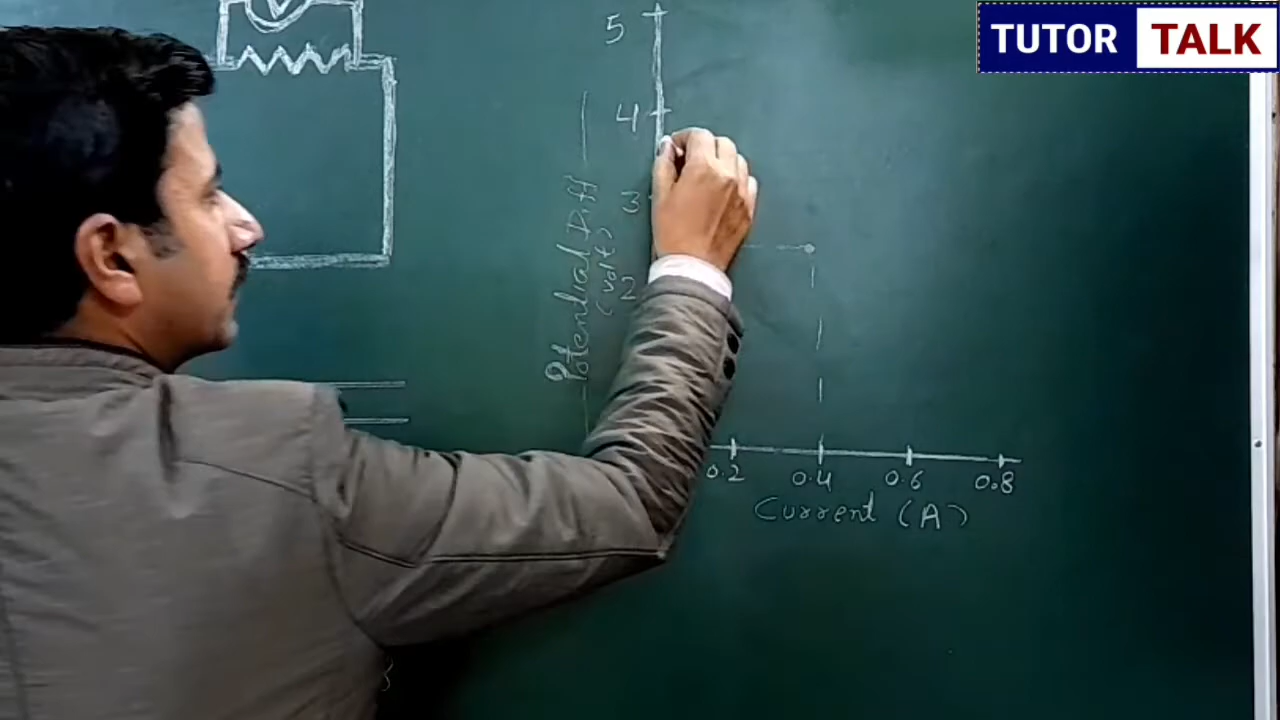 TUTOR TALK
5
4
3
2
Potential Diff
(volt)
0.2 0.4 0.6 0.8
Current (A)